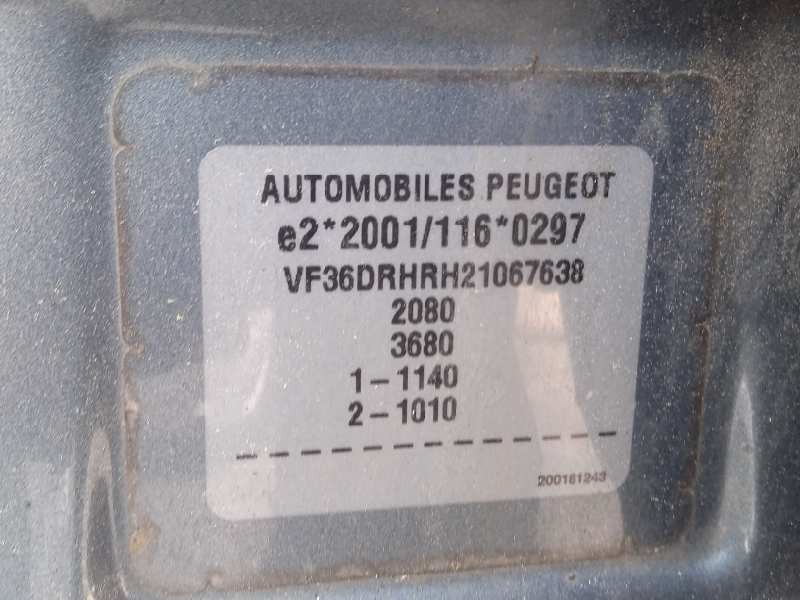 AUTOMOBILES PEUGEOT
e2*2001/116*0297
VF36DRHRH21067638
2080
3680
1-1140
2-1010
200161243